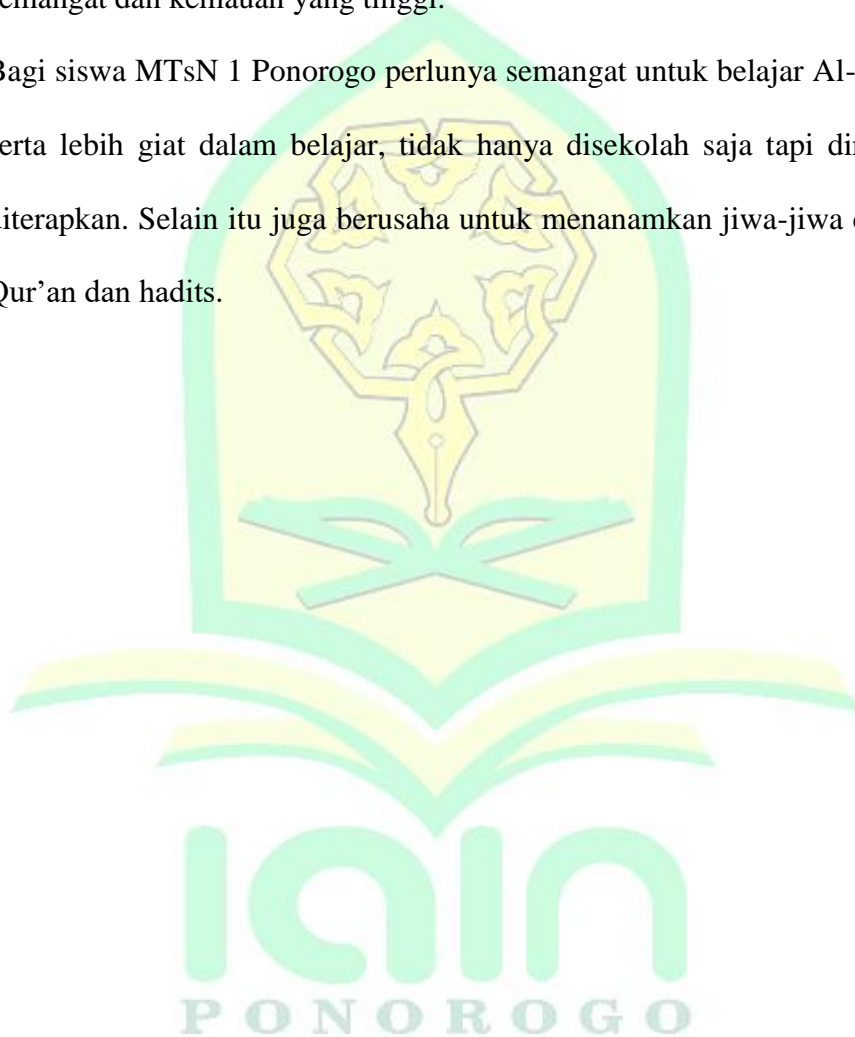 semangat dan kemauan yang tinggi.
Bagi siswa MTsN 1 Ponorogo perlunya semangat untuk belajar Al-
serta lebih giat dalam belajar, tidak hanya disekolah saja tapi
diterapkan. Selain itu juga berusaha untuk menanamkan jiwa-jiwa
Qur’an dan hadits.
iain
PONOROGO